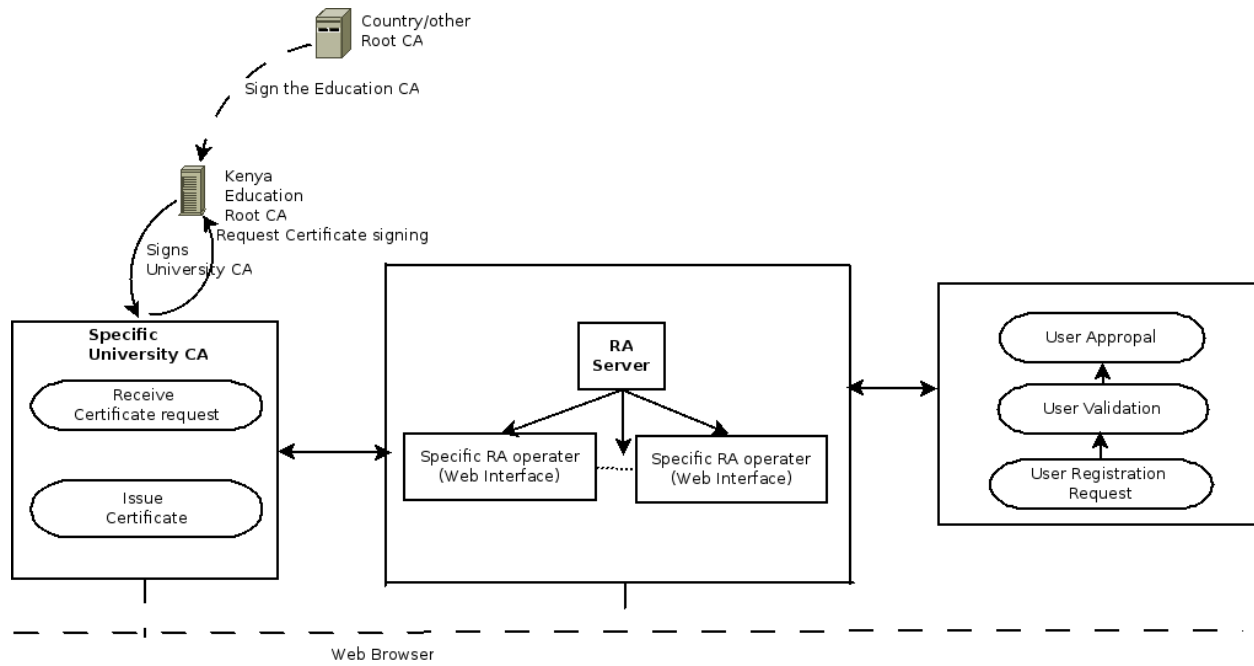 Country/other
Root CA
Sign the Education CA
Kenya
Education
Root CA
Request Certificate signing
Signs
University CA
Specific
University CA
Receive
Certificate request
Issue
Certificate
RA
Server
Specific RA operater
(Web Interface)
Specific RA operater
(Web Interface)
User Appropal
User Validation
User Registration
Request
Web Browser